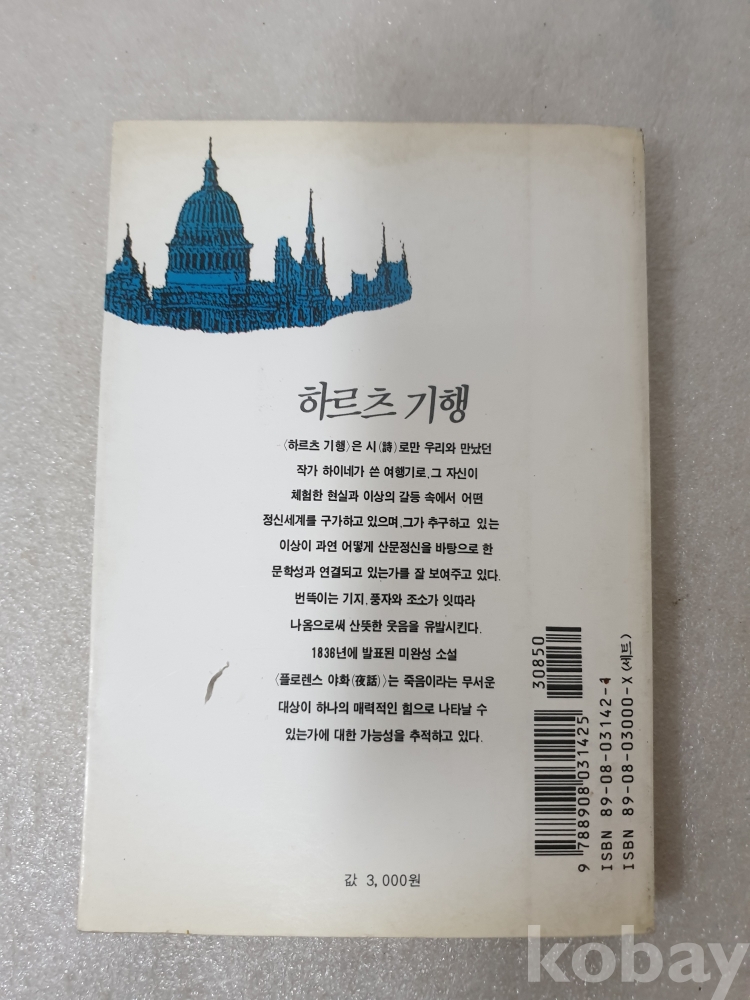 하르츠 기행
〈하르츠 기행〉은 시(詩)로만 우리와 만났던
작가 하이네가 쓴 여행기로,그 자신이
체험한 현실과 이상의 갈등 속에서 어떤
정신세계를 구가하고 있으며,그가 추구하고 있는
이상이 과연 어떻게 산문정신을 바탕으로 한
문학성과 연결되고 있는가를 잘 보여주고 있다.
번뜩이는 기지, 풍자와 조소가 잇따라
나옴으로써 산뜻한 웃음을 유발시킨다.
1836년에 발표된 미완성 소설
〈플로렌스 야화(夜話)〉는 죽음이라는 무서운
대상이 하나의 매력적인 힘으로 나타날 수
있는가에 대한 가능성을 추적하고 있다.
값 3,000원
30850
9 788908 031425
ISBN 89-08-03142-4
ISBN 89-08-03000-X(세트)
kobay